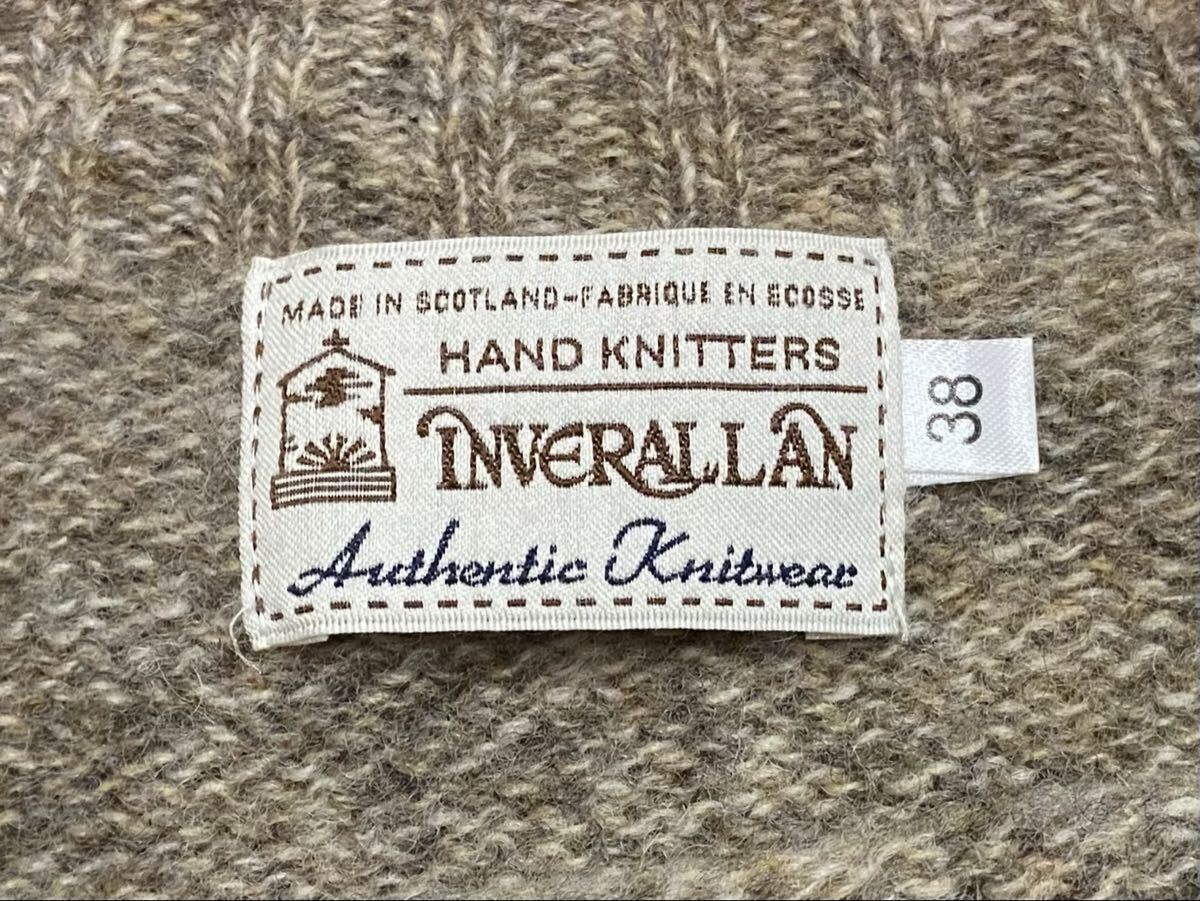 MADE IN SCOTLAND-FABRIQUE EN ECOSSE
HAND KNITTERS
INVERALLAN
Authentic Knitwear
38